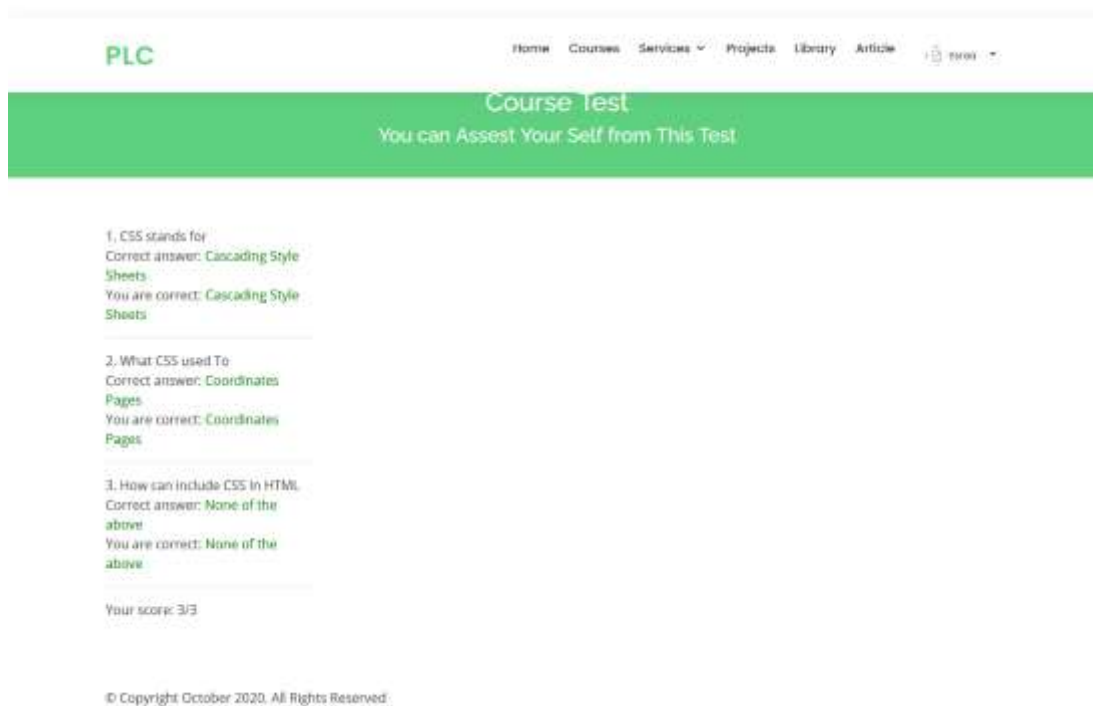 PLC
Home Courses Services Projects Library Article
Course Test
You can Assest Your Self from This Test
1. CSS stands for
Correct answer: Cascading Style
Sheets
You are correct: Cascading Style
Sheets
2. What CSS used To
Correct answer: Coordinates
Pages
You are correct: Coordinates
Pages
3. How can include CSS in HTML
Correct answer: None of the
above
You are correct: None of the
above
Your score: 3/3
© Copyright October 2020. All Rights Reserved